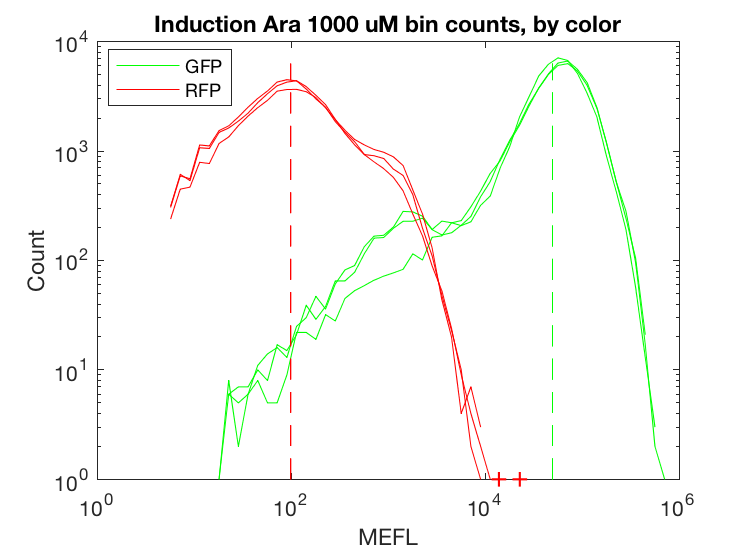 Induction Ara 1000 uM bin counts, by color
GFP
RFP
10^4
10^3
10^2
10^1
10^0
Count
10^0 10^2 10^4 10^6
MEFL